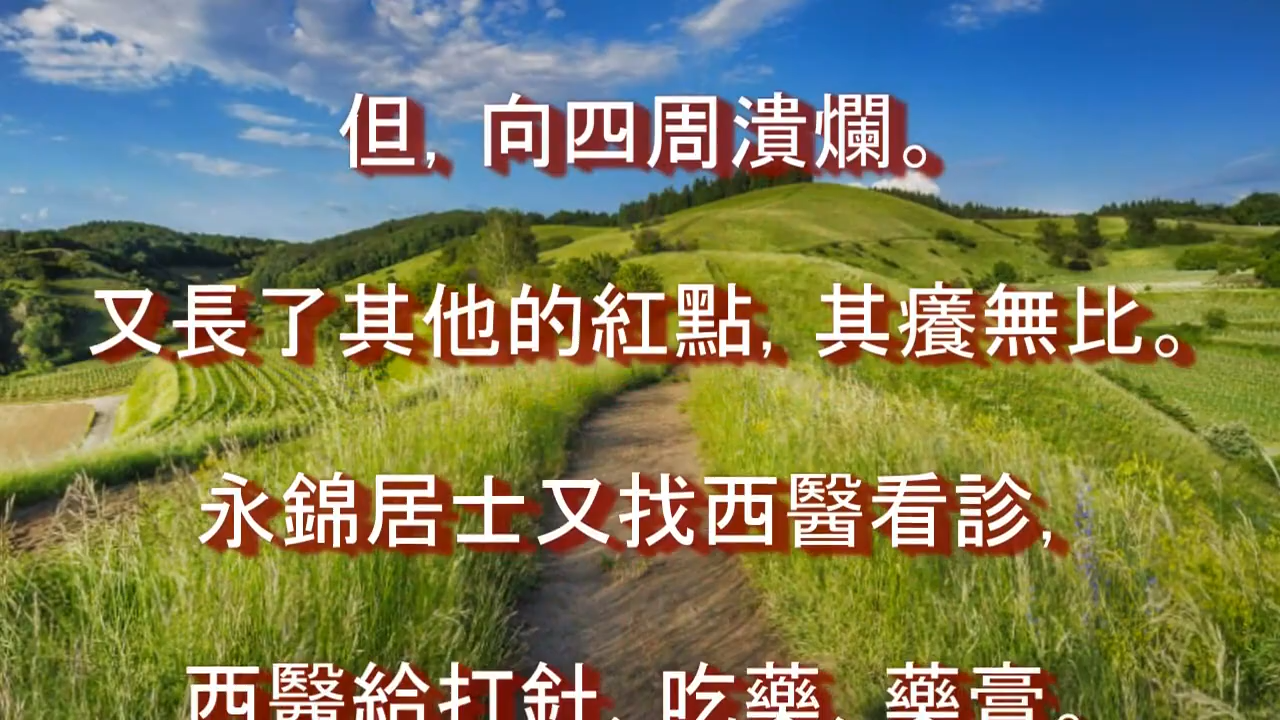 但, 向四周潰爛。
又長了其他的紅點, 其癢無比。
永錦居士又找西醫看診,
西醫給打針、吃藥、藥膏。